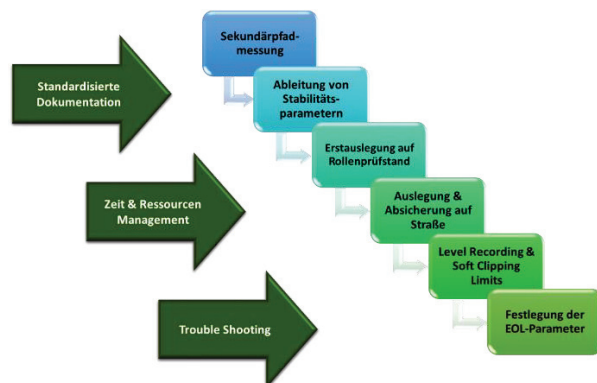 Sekundärpfad-
messung
Standardisierte
Dokumentation
Ableitung von
Stabilitäts-
parametern
Erstauslegung auf
Rollenprüfstand
Zeit & Ressourcen
Management
Auslegung &
Absicherung auf
Straße
Level Recording &
Soft Clipping
Limits
Trouble Shooting
Festlegung der
EOL-Parameter